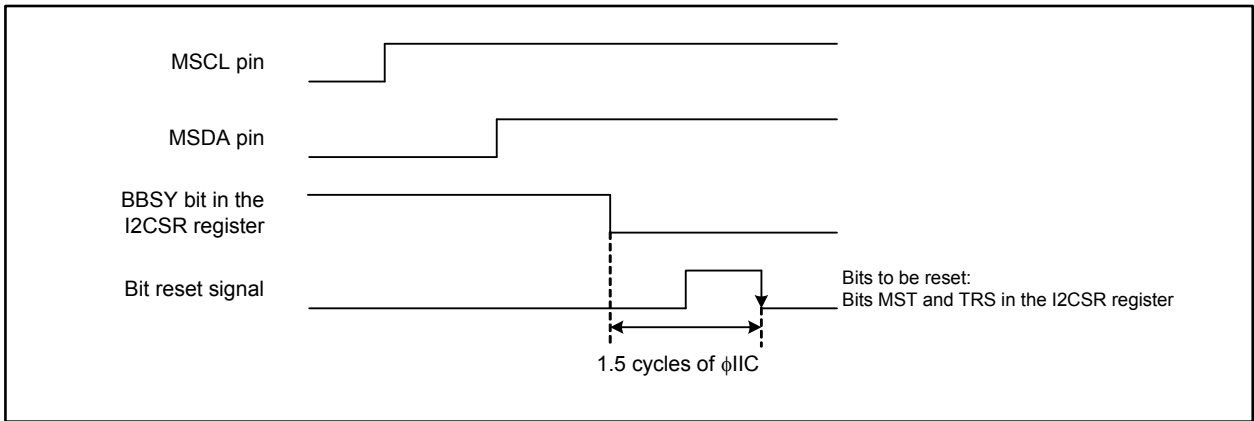 MSCL pin
MSDA pin
BBSY bit in the
I2CSR register
Bit reset signal
Bits to be reset:
Bits MST and TRS in the I2CSR register
1.5 cycles of ϕIIC